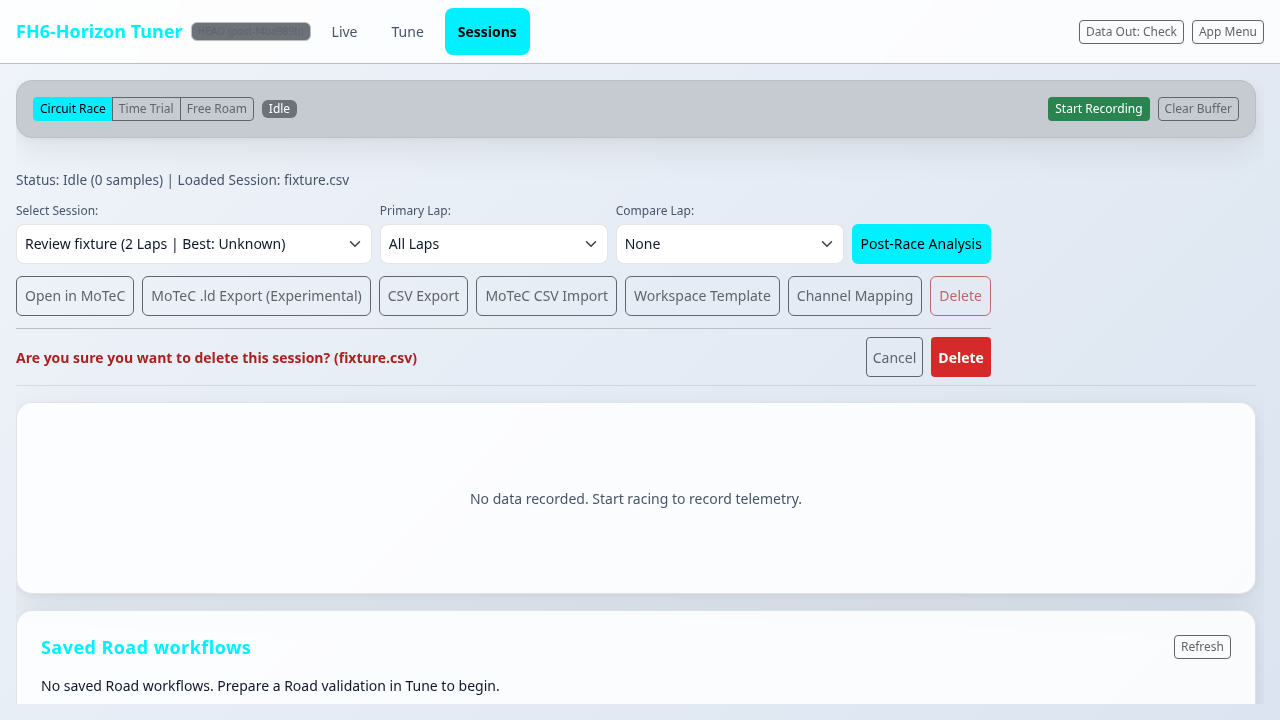 FH6-Horizon Tuner Live Tune Sessions Data Out: Check App Menu
Circuit Race Time Trial Free Roam Idle Start Recording Clear Buffer
Status: Idle (0 samples) | Loaded Session: fixture.csv
Select Session: Primary Lap: Compare Lap:
Review fixture (2 Laps | Best: Unknown) All Laps None Post-Race Analysis
Open in MoTeC MoTeC .ld Export (Experimental) CSV Export MoTeC CSV Import Workspace Template Channel Mapping Delete
Are you sure you want to delete this session? (fixture.csv) Cancel Delete
No data recorded. Start racing to record telemetry.
Saved Road workflows Refresh
No saved Road workflows. Prepare a Road validation in Tune to begin.